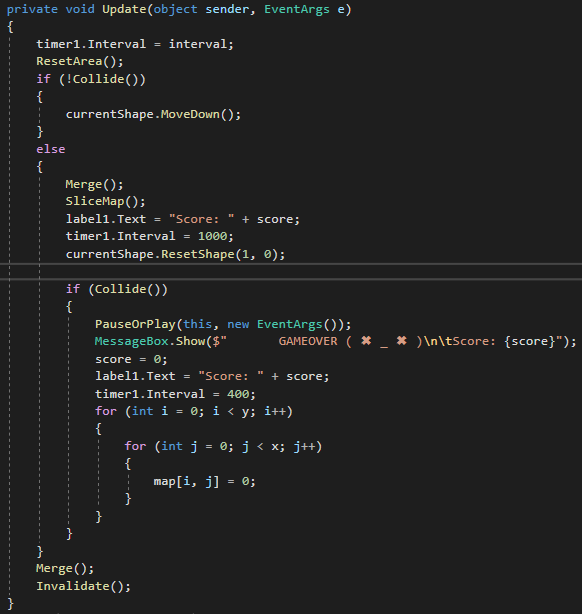 private void Update(object sender, EventArgs e)
{
    timer1.Interval = interval;
    ResetArea();
    if (!Collide())
    {
        currentShape.MoveDown();
    }
    else
    {
        Merge();
        SliceMap();
        label1.Text = "Score: " + score;
        timer1.Interval = 1000;
        currentShape.ResetShape(1, 0);

        if (Collide())
        {
            PauseOrPlay(this, new EventArgs());
            MessageBox.Show($"       GAMEOVER ( ✖ _ ✖ )\n\tScore: {score}");
            score = 0;
            label1.Text = "Score: " + score;
            timer1.Interval = 400;
            for (int i = 0; i < y; i++)
            {
                for (int j = 0; j < x; j++)
                {
                    map[i, j] = 0;
                }
            }
        }
    }
    Merge();
    Invalidate();
}